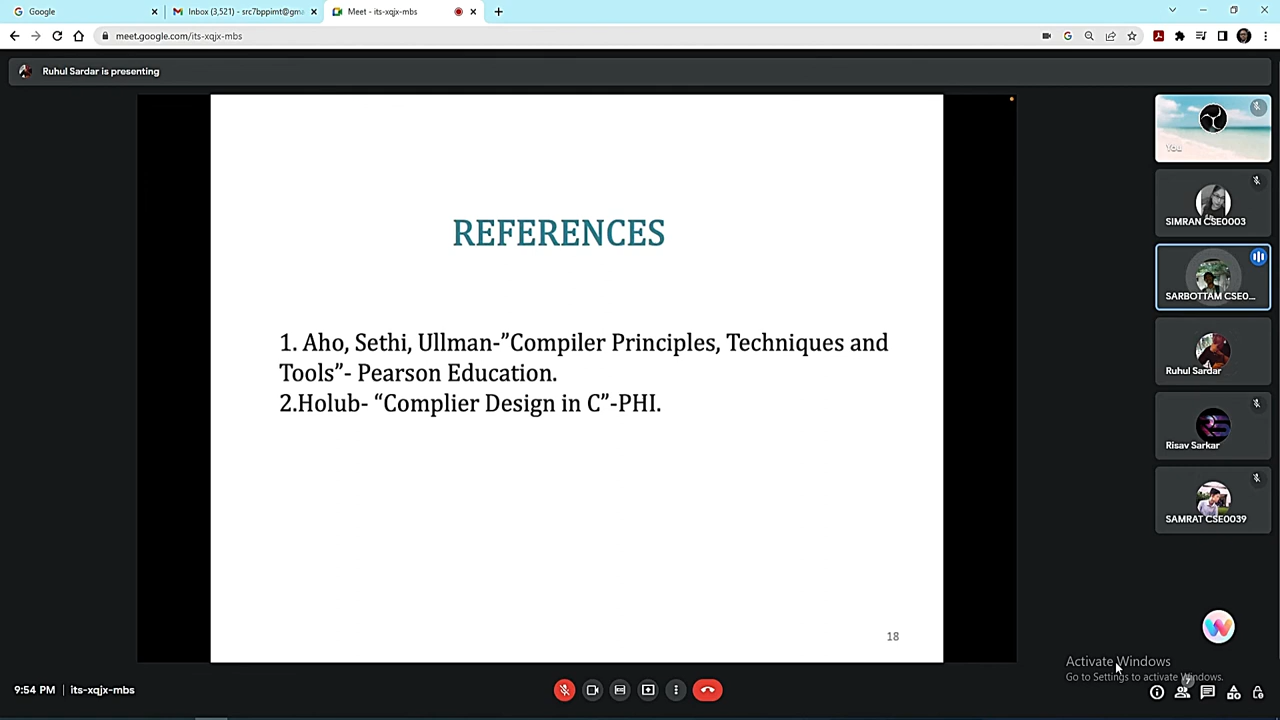 Google
Inbox (3,521) - src7bppimt@gma
Meet - its-xqjx-mbs
meet.google.com/its-xqjx-mbs
Ruhul Sardar is presenting
REFERENCES
1. Aho, Sethi, Ullman-”Compiler Principles, Techniques and
Tools”- Pearson Education.
2.Holub- “Complier Design in C”-PHI.
18
You
SIMRAN CSE0003
SARBOTTAM CSE0...
Ruhul Sardar
Risav Sarkar
SAMRAT CSE0039
Activate Windows
Go to Settings to activate Windows.
9:54 PM | its-xqjx-mbs
7